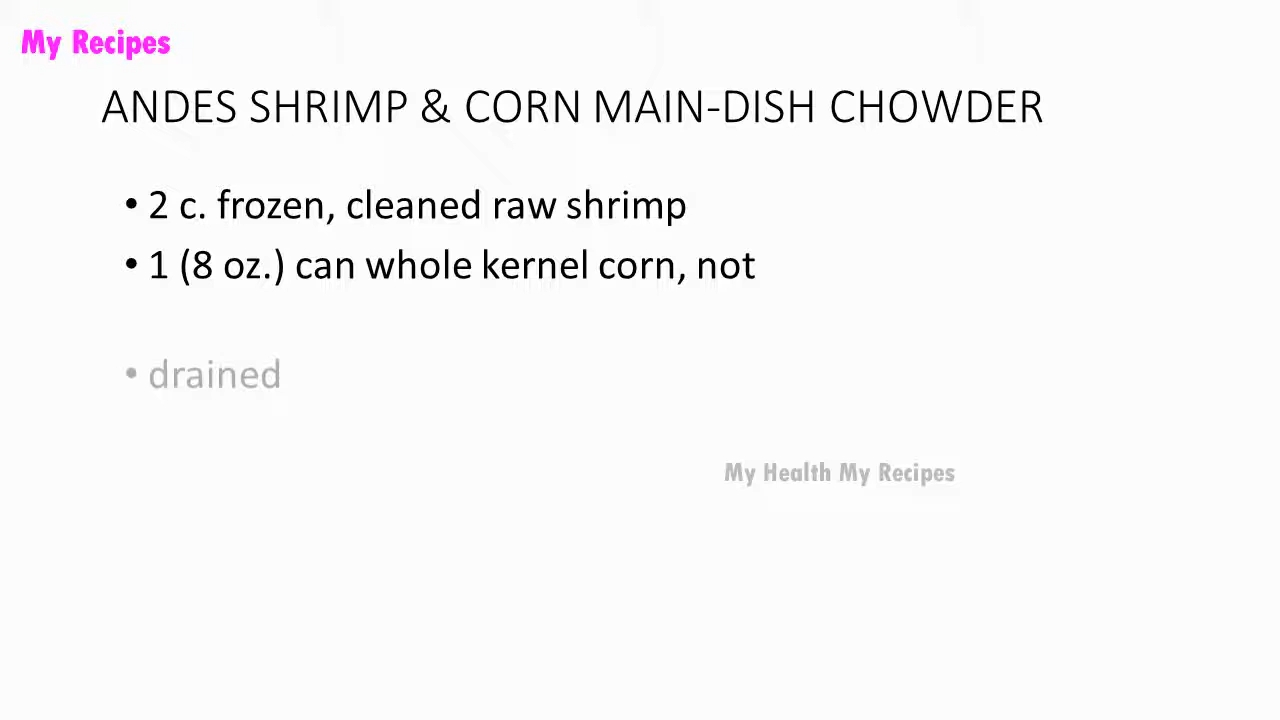 My Recipes
ANDES SHRIMP & CORN MAIN-DISH CHOWDER
• 2 c. frozen, cleaned raw shrimp
• 1 (8 oz.) can whole kernel corn, not
• drained
My Health My Recipes